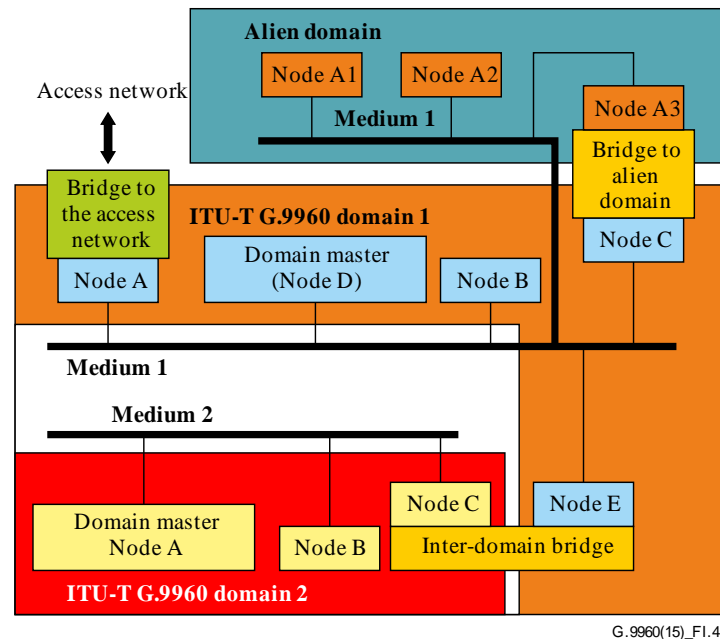 Alien domain
Node A1
Node A2
Access network
Node A3
Medium 1
Bridge to
alien
domain
Bridge to
the access
network
ITU-T G.9960 domain 1
Node C
Domain master
(Node D)
Node A
Node B
Medium 1
Medium 2
Node C
Node E
Domain master
Node A
Node B
Inter-domain bridge
ITU-T G.9960 domain 2
G.9960(15)_FI.4